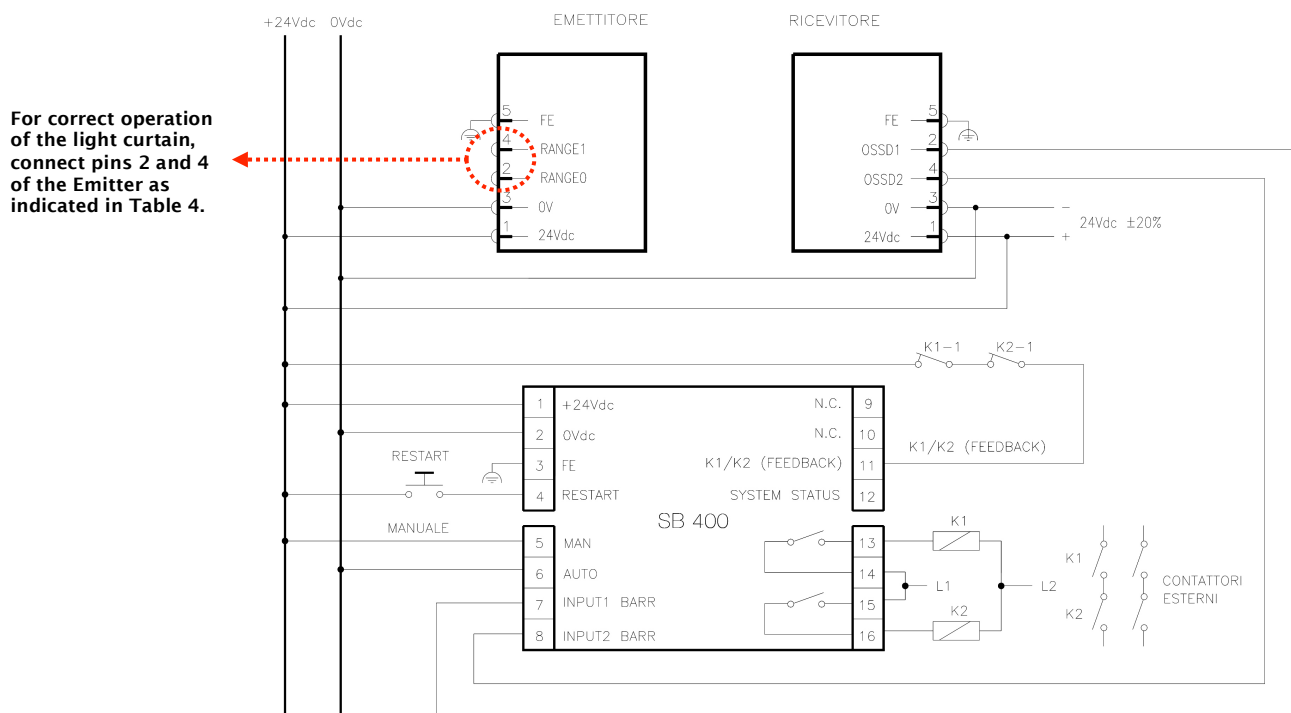 +24Vdc 0Vdc
EMETTITORE
RICEVITORE
For correct operation
of the light curtain,
connect pins 2 and 4
of the Emitter as
indicated in Table 4.
5 FE
4 RANGE1
2 RANGE0
3 0V
1 24Vdc
FE 5
OSSD1 2
OSSD2 4
0V 3
24Vdc 1
-
24Vdc ±20%
+
K1-1 K2-1
1 +24Vdc
2 0Vdc
3 FE
4 RESTART
N.C. 9
N.C. 10
K1/K2 (FEEDBACK) 11
SYSTEM STATUS 12
K1/K2 (FEEDBACK)
RESTART
SB 400
MANUALE
5 MAN
6 AUTO
7 INPUT1 BARR
8 INPUT2 BARR
13
14
15
16
K1
L1
K2
L2
K1
K2
CONTATTORI
ESTERNI